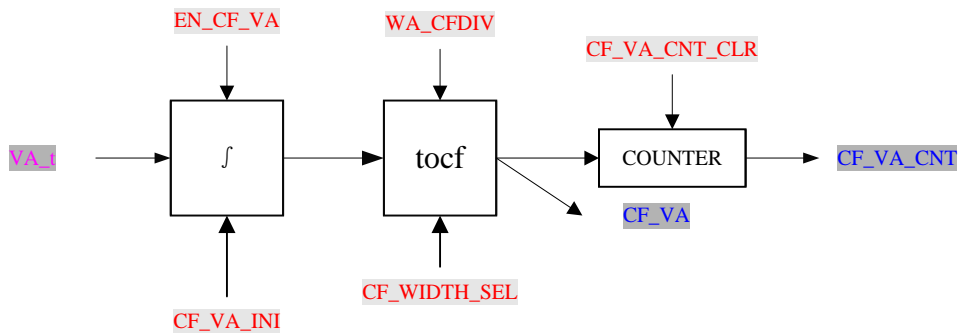 EN_CF_VA
WA_CFDIV
CF_VA_CNT_CLR
VA_t
∫
tocf
COUNTER
CF_VA_CNT
CF_VA
CF_WIDTH_SEL
CF_VA_INI